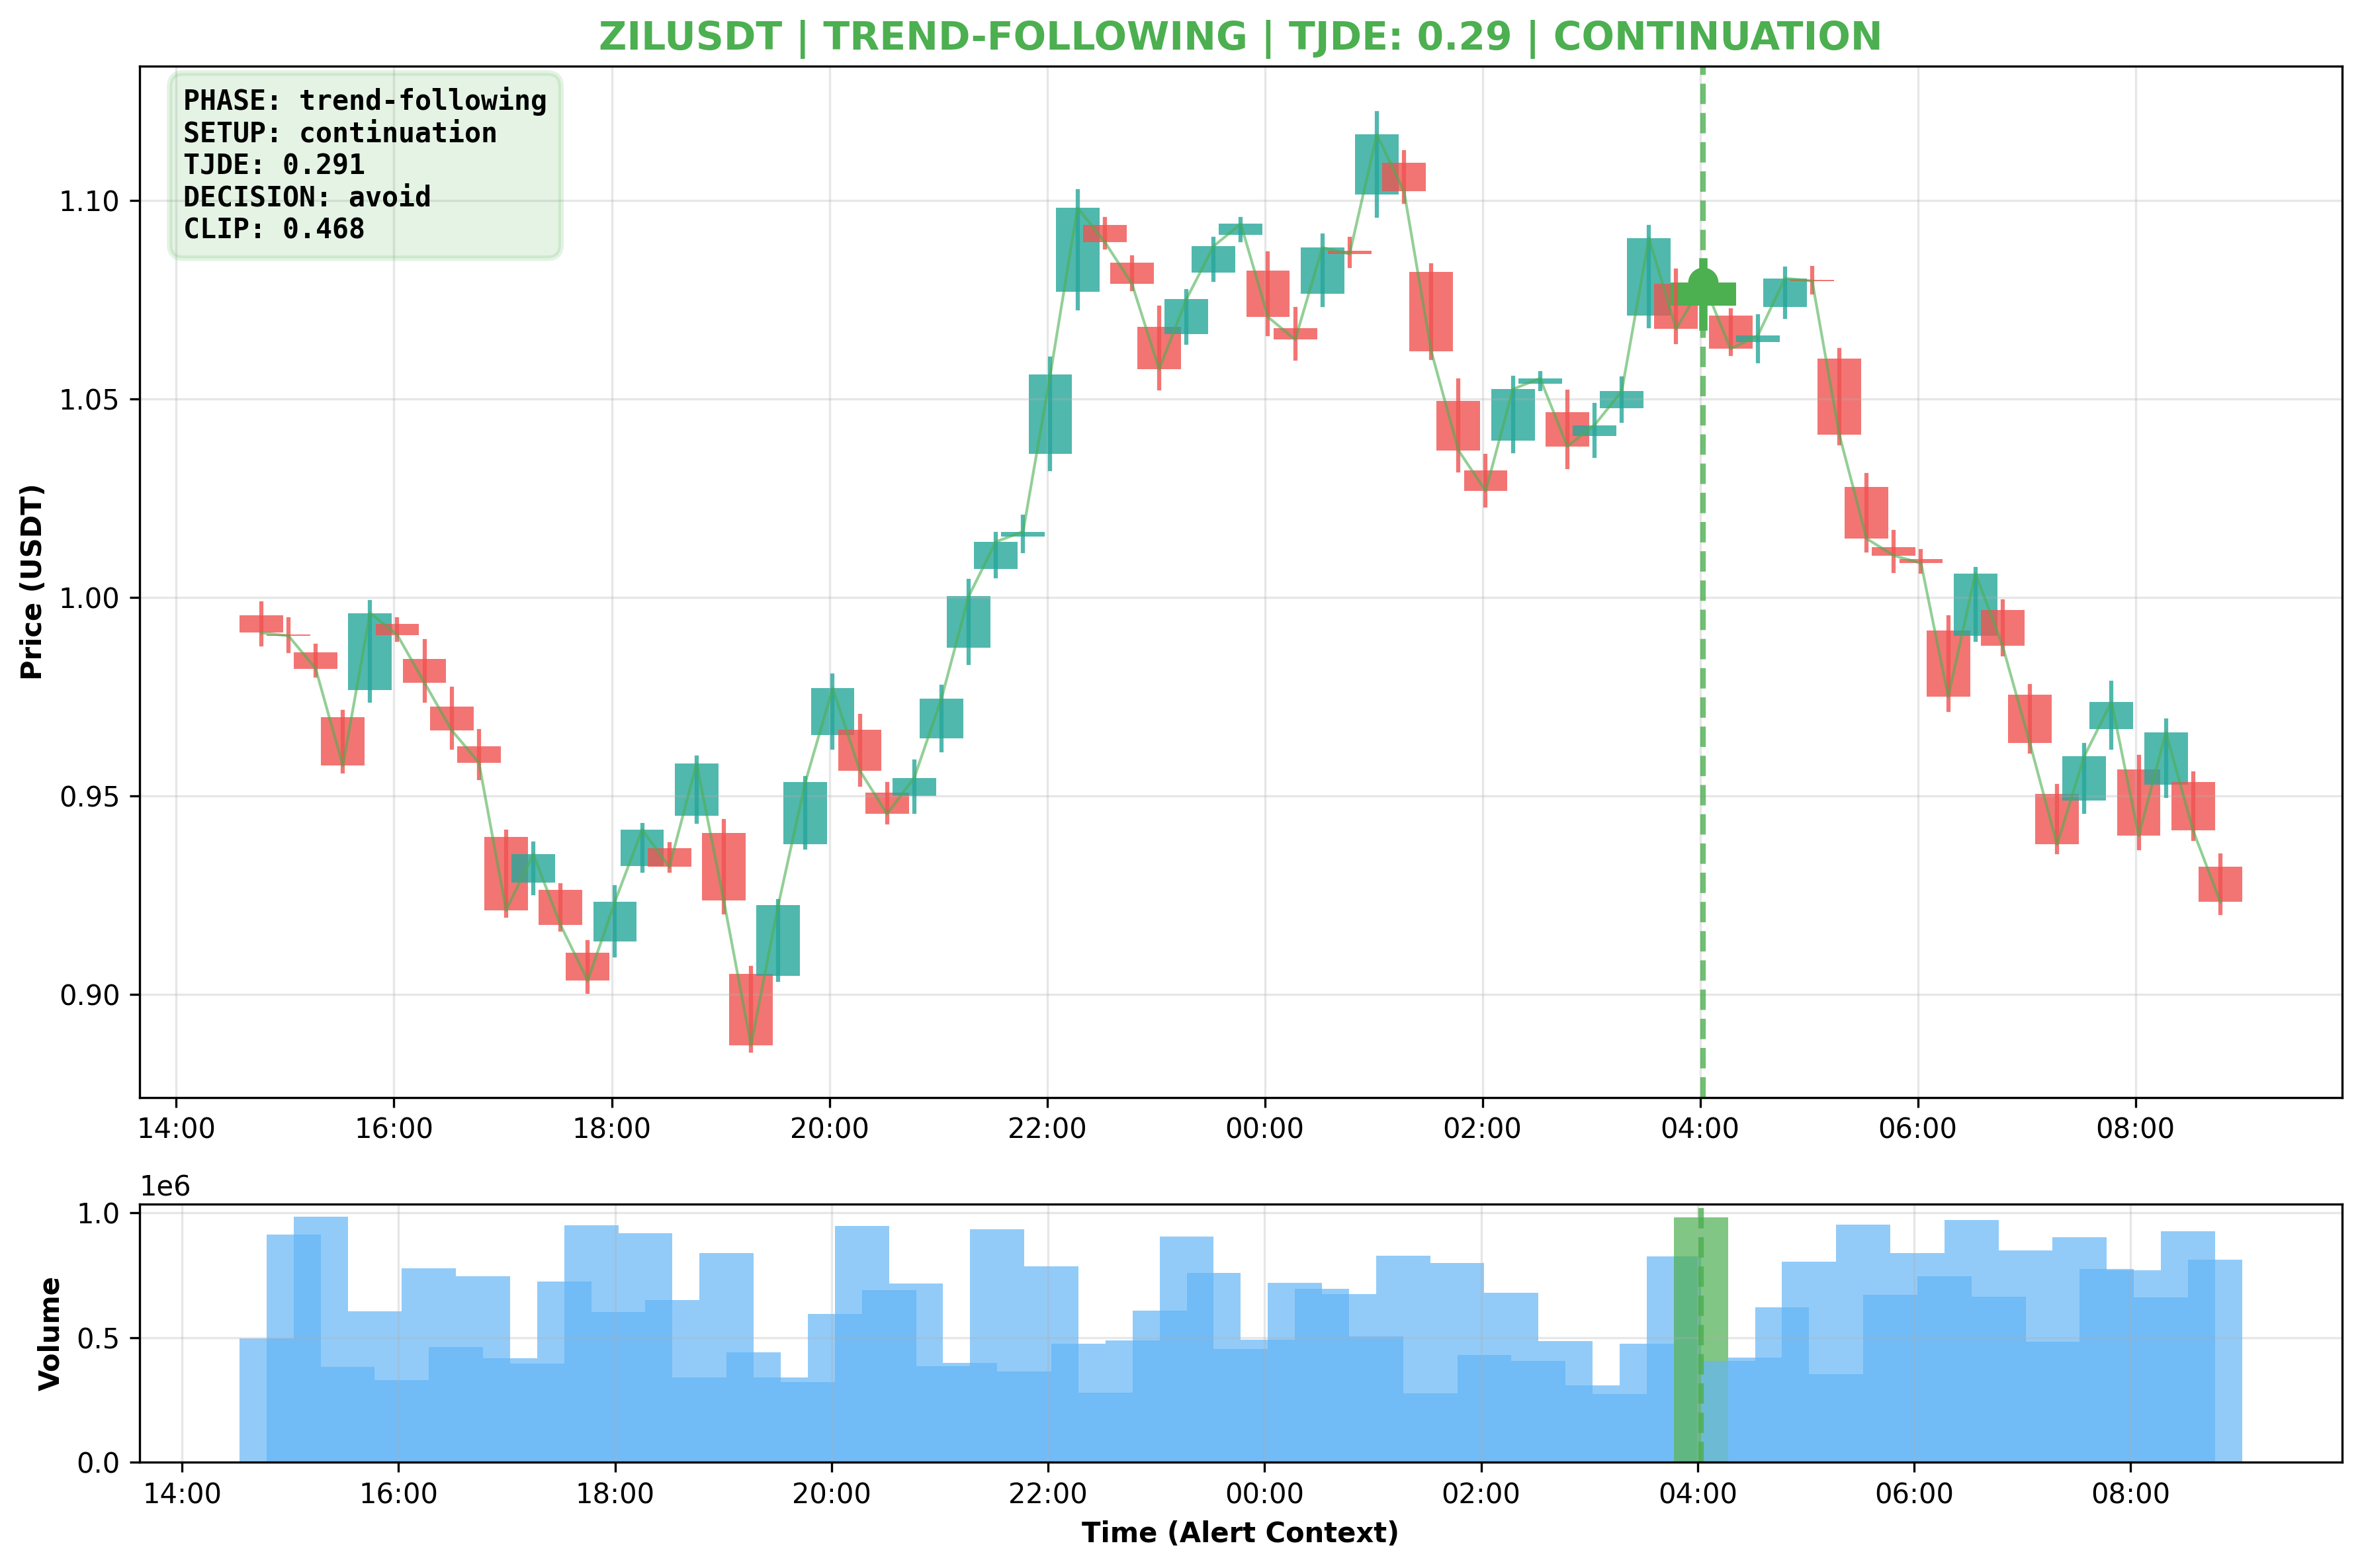 ZILUSDT | TREND-FOLLOWING | TJDE: 0.29 | CONTINUATION
PHASE: trend-following
SETUP: continuation
TJDE: 0.291
DECISION: avoid
CLIP: 0.468
Price (USDT)
1.10
1.05
1.00
0.95
0.90
14:00 16:00 18:00 20:00 22:00 00:00 02:00 04:00 06:00 08:00
1e6
Volume
1.0
0.5
0.0
14:00 16:00 18:00 20:00 22:00 00:00 02:00 04:00 06:00 08:00
Time (Alert Context)